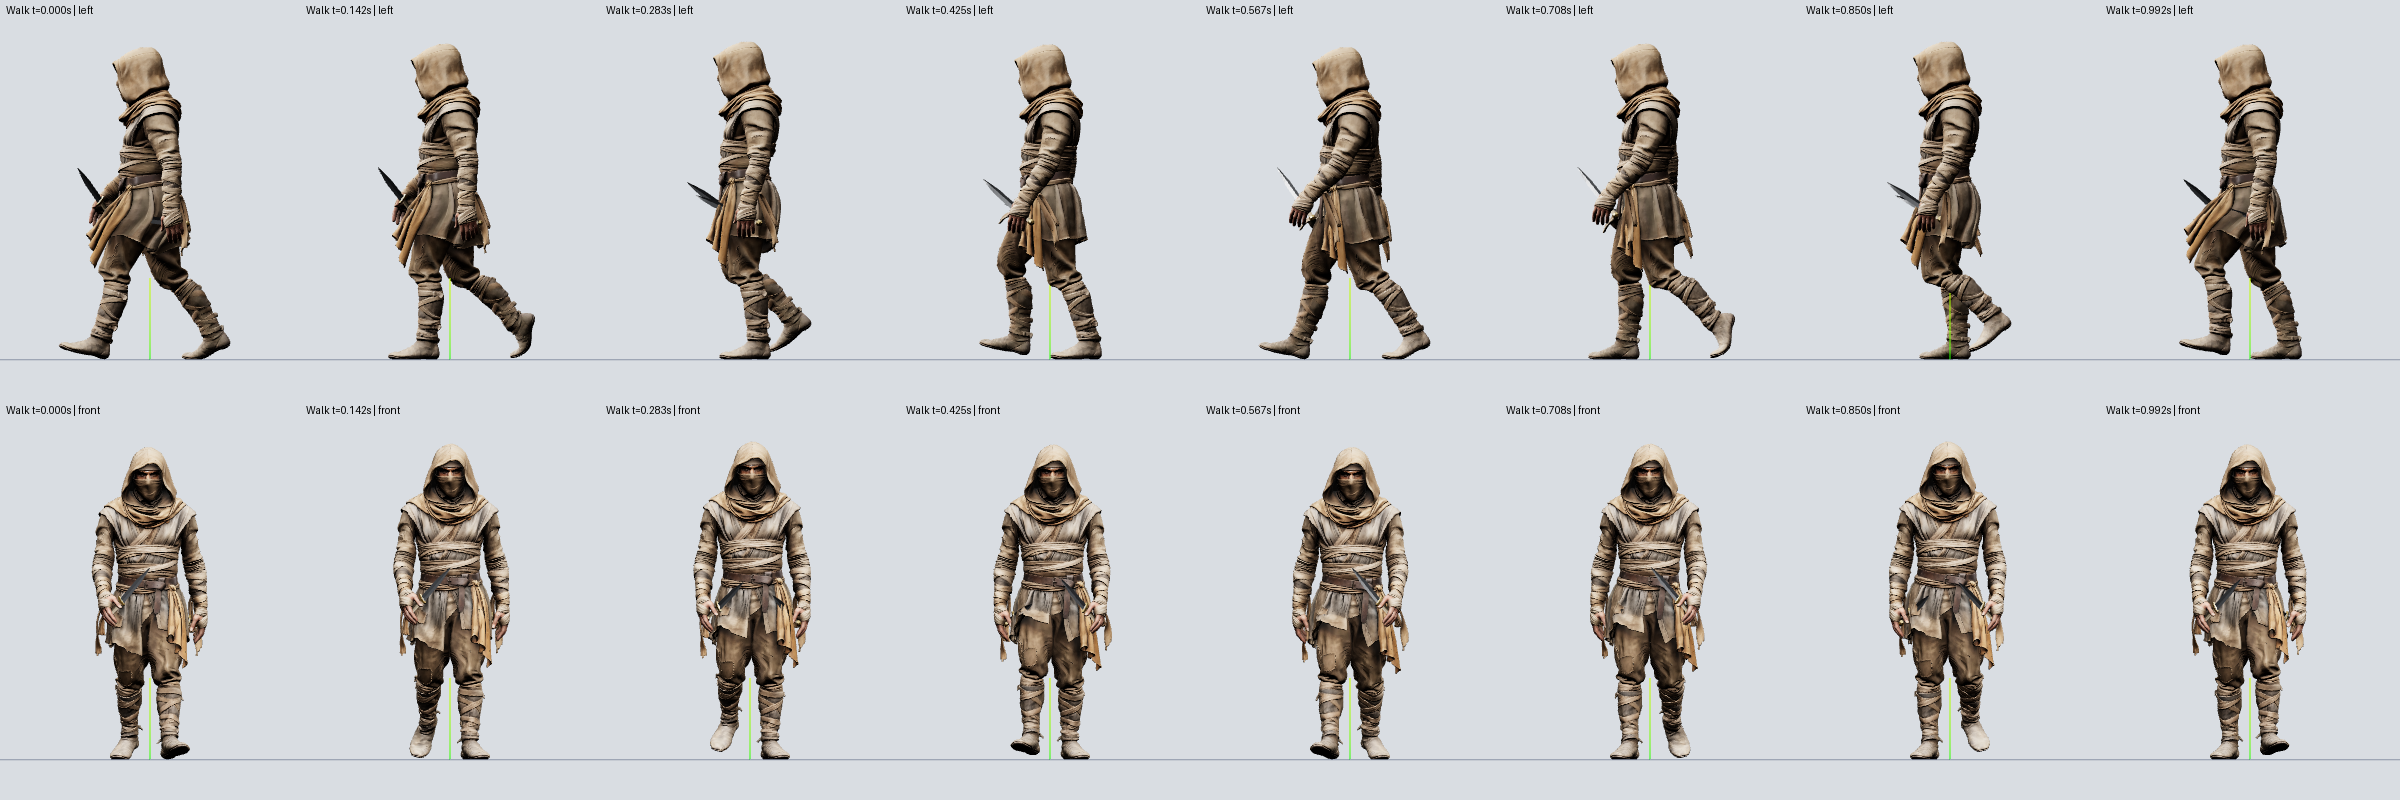 Walk t=0.000s | left
Walk t=0.142s | left
Walk t=0.283s | left
Walk t=0.425s | left
Walk t=0.567s | left
Walk t=0.708s | left
Walk t=0.850s | left
Walk t=0.992s | left
Walk t=0.000s | front
Walk t=0.142s | front
Walk t=0.283s | front
Walk t=0.425s | front
Walk t=0.567s | front
Walk t=0.708s | front
Walk t=0.850s | front
Walk t=0.992s | front